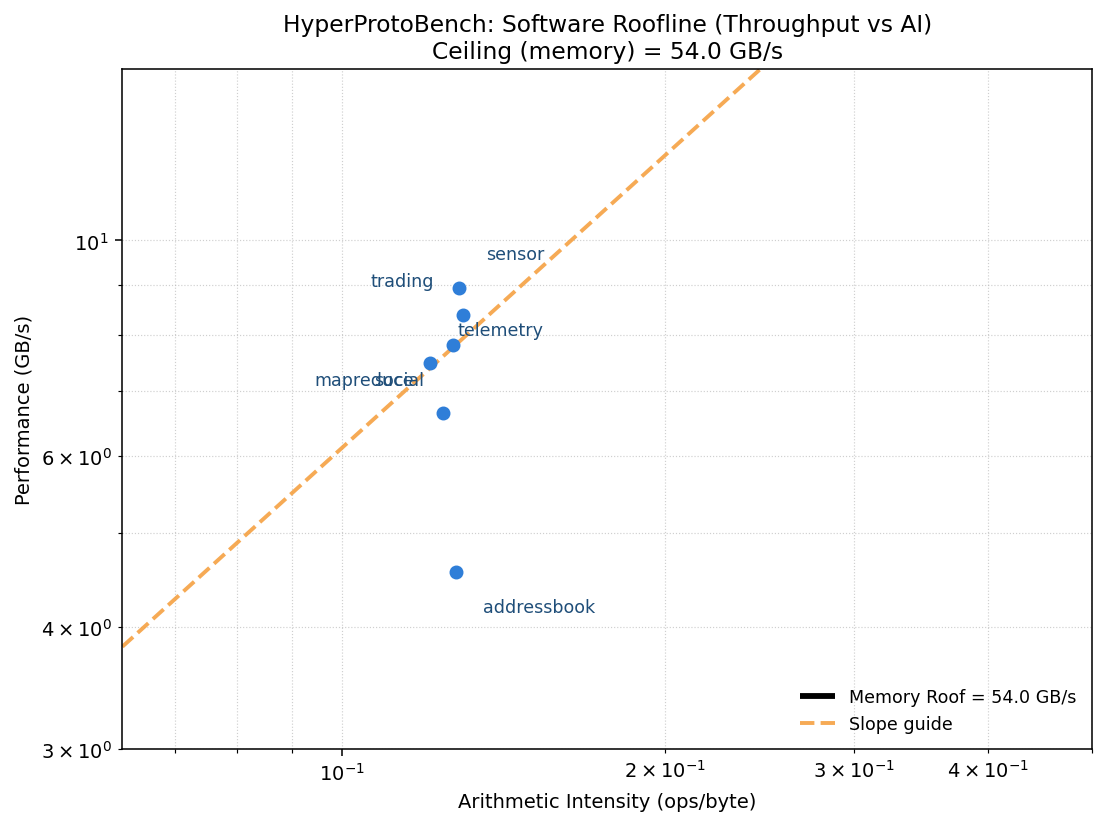 HyperProtoBench: Software Roofline (Throughput vs AI)
Ceiling (memory) = 54.0 GB/s
Performance (GB/s)
10¹
6 × 10⁰
4 × 10⁰
3 × 10⁰
sensor
trading
telemetry
mapreduce
social
addressbook
Memory Roof = 54.0 GB/s
Slope guide
10⁻¹
2 × 10⁻¹
3 × 10⁻¹
4 × 10⁻¹
Arithmetic Intensity (ops/byte)